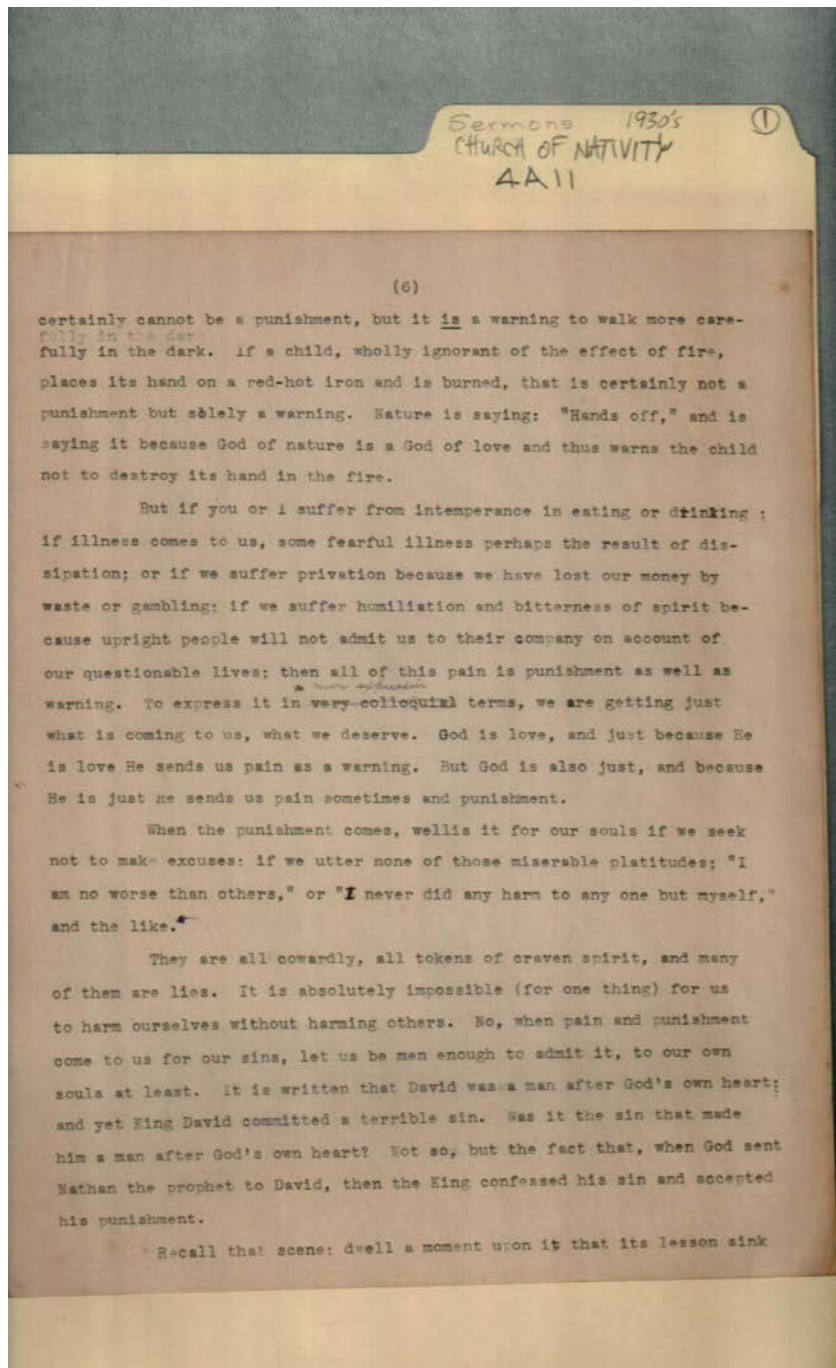 Sermons 1930's ①
CHURCH OF NATIVITY
4A11
(6)
certainly cannot be a punishment, but it is a warning to walk more care-
fully in the dar
fully in the dark. If a child, wholly ignorant of the effect of fire,
places its hand on a red-hot iron and is burned, that is certainly not a
punishment but solely a warning. Nature is saying: "Hands off," and is
saying it because God of nature is a God of love and thus warns the child
not to destroy its hand in the fire.
But if you or I suffer from intemperance in eating or drinking ;
if illness comes to us, some fearful illness perhaps the result of dis-
sipation; or if we suffer privation because we have lost our money by
waste or gambling; if we suffer humiliation and bitterness of spirit be-
cause upright people will not admit us to their company on account of
our questionable lives; then all of this pain is punishment as well as
a more
warning. To express it in very colloquial terms, we are getting just
what is coming to us, what we deserve. God is love, and just because He
is love He sends us pain as a warning. But God is also just, and because
He is just He sends us pain sometimes and punishment.
When the punishment comes, wellis it for our souls if we seek
not to make excuses: if we utter none of those miserable platitudes; "I
am no worse than others," or "I never did any harm to any one but myself,"
and the like.
They are all cowardly, all tokens of craven spirit, and many
of them are lies. It is absolutely impossible (for one thing) for us
to harm ourselves without harming others. No, when pain and punishment
come to us for our sins, let us be men enough to admit it, to our own
souls at least. It is written that David was a man after God's own heart;
and yet King David committed a terrible sin. Was it the sin that made
him a man after God's own heart? Not so, but the fact that, when God sent
Nathan the prophet to David, then the King confessed his sin and accepted
his punishment.
Recall that scene: dwell a moment upon it that its lesson sink